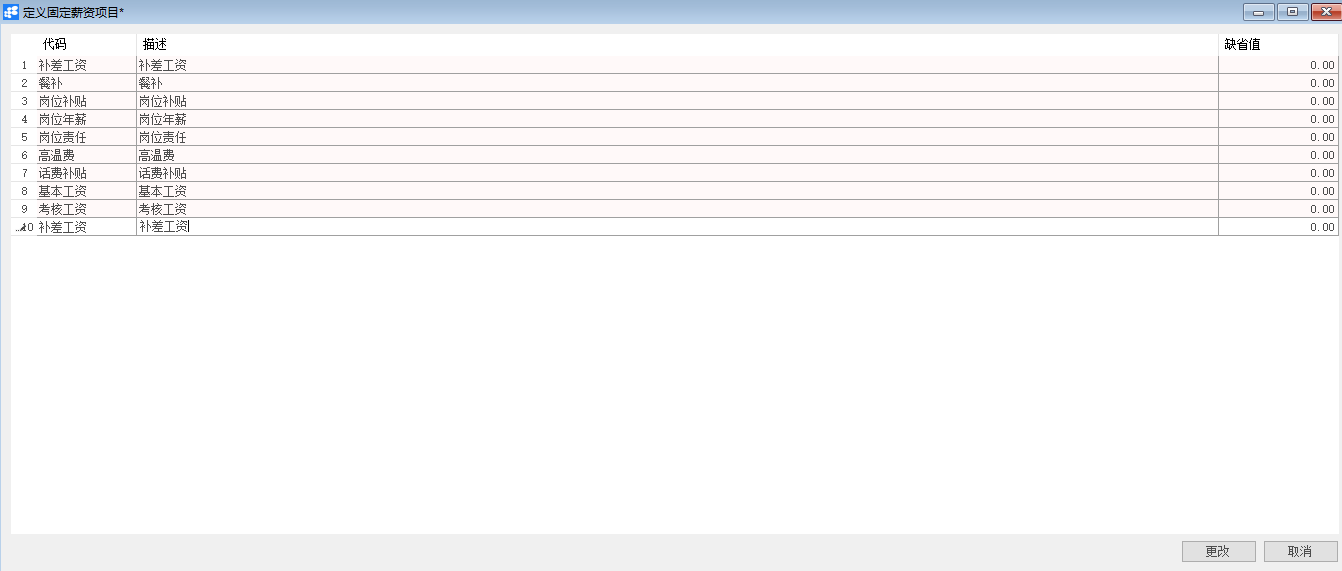 定义固定薪资项目*
代码 描述 缺省值
1 补差工资 补差工资 0.00
2 餐补 餐补 0.00
3 岗位补贴 岗位补贴 0.00
4 岗位年薪 岗位年薪 0.00
5 岗位责任 岗位责任 0.00
6 高温费 高温费 0.00
7 话费补贴 话费补贴 0.00
8 基本工资 基本工资 0.00
9 考核工资 考核工资 0.00
10 补差工资 补差工资 0.00
更改 取消